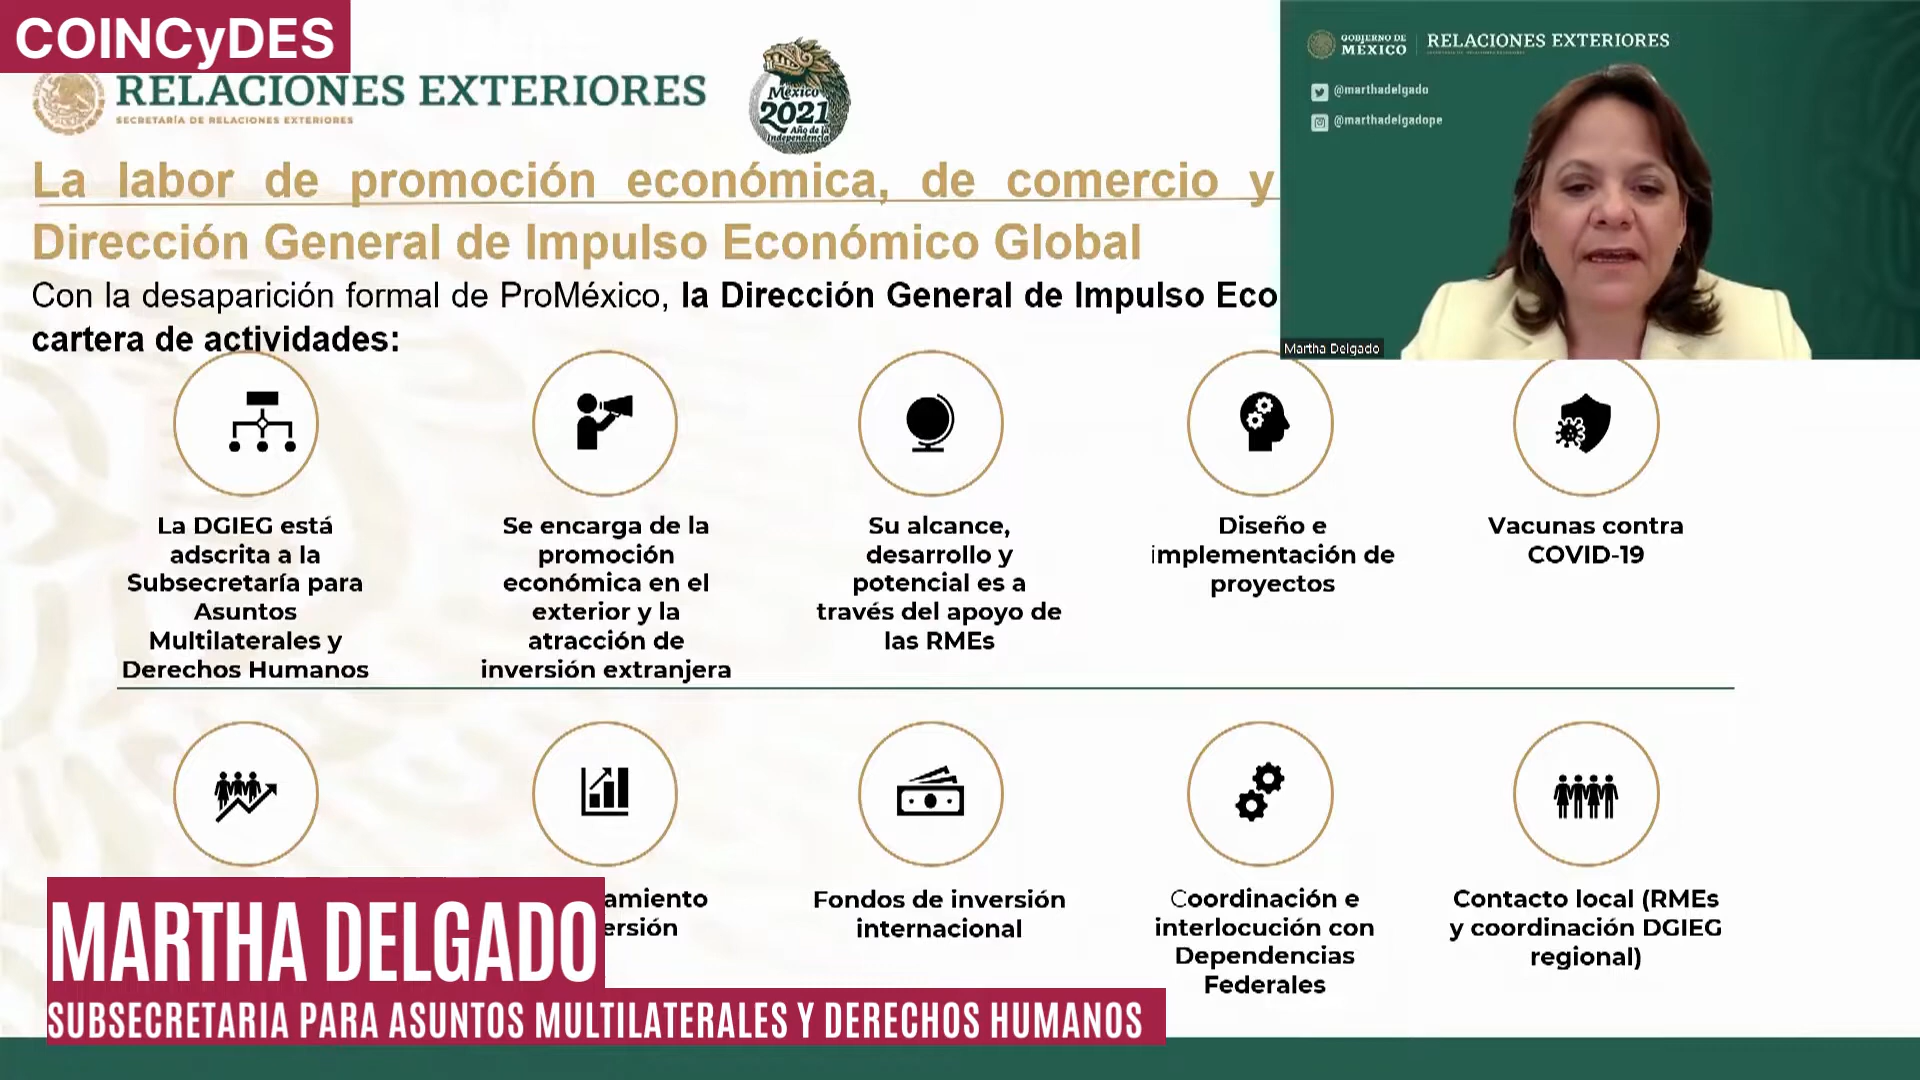 COINCyDES
RELACIONES EXTERIORES
SECRETARÍA DE RELACIONES EXTERIORES
México
2021
Año de la
Independencia
GOBIERNO DE
MÉXICO
RELACIONES EXTERIORES
@marthadelgado
@marthadelgadope
Martha Delgado
La labor de promoción económica, de comercio y
Dirección General de Impulso Económico Global
Con la desaparición formal de ProMéxico, la Dirección General de Impulso Eco
cartera de actividades:
La DGIEG está
adscrita a la
Subsecretaría para
Asuntos
Multilaterales y
Derechos Humanos
Se encarga de la
promoción
económica en el
exterior y la
atracción de
inversión extranjera
Su alcance,
desarrollo y
potencial es a
través del apoyo de
las RMEs
Diseño e
implementación de
proyectos
Vacunas contra
COVID-19
amiento
ersión
Fondos de inversión
internacional
Coordinación e
interlocución con
Dependencias
Federales
Contacto local (RMEs
y coordinación DGIEG
regional)
MARTHA DELGADO
SUBSECRETARIA PARA ASUNTOS MULTILATERALES Y DERECHOS HUMANOS